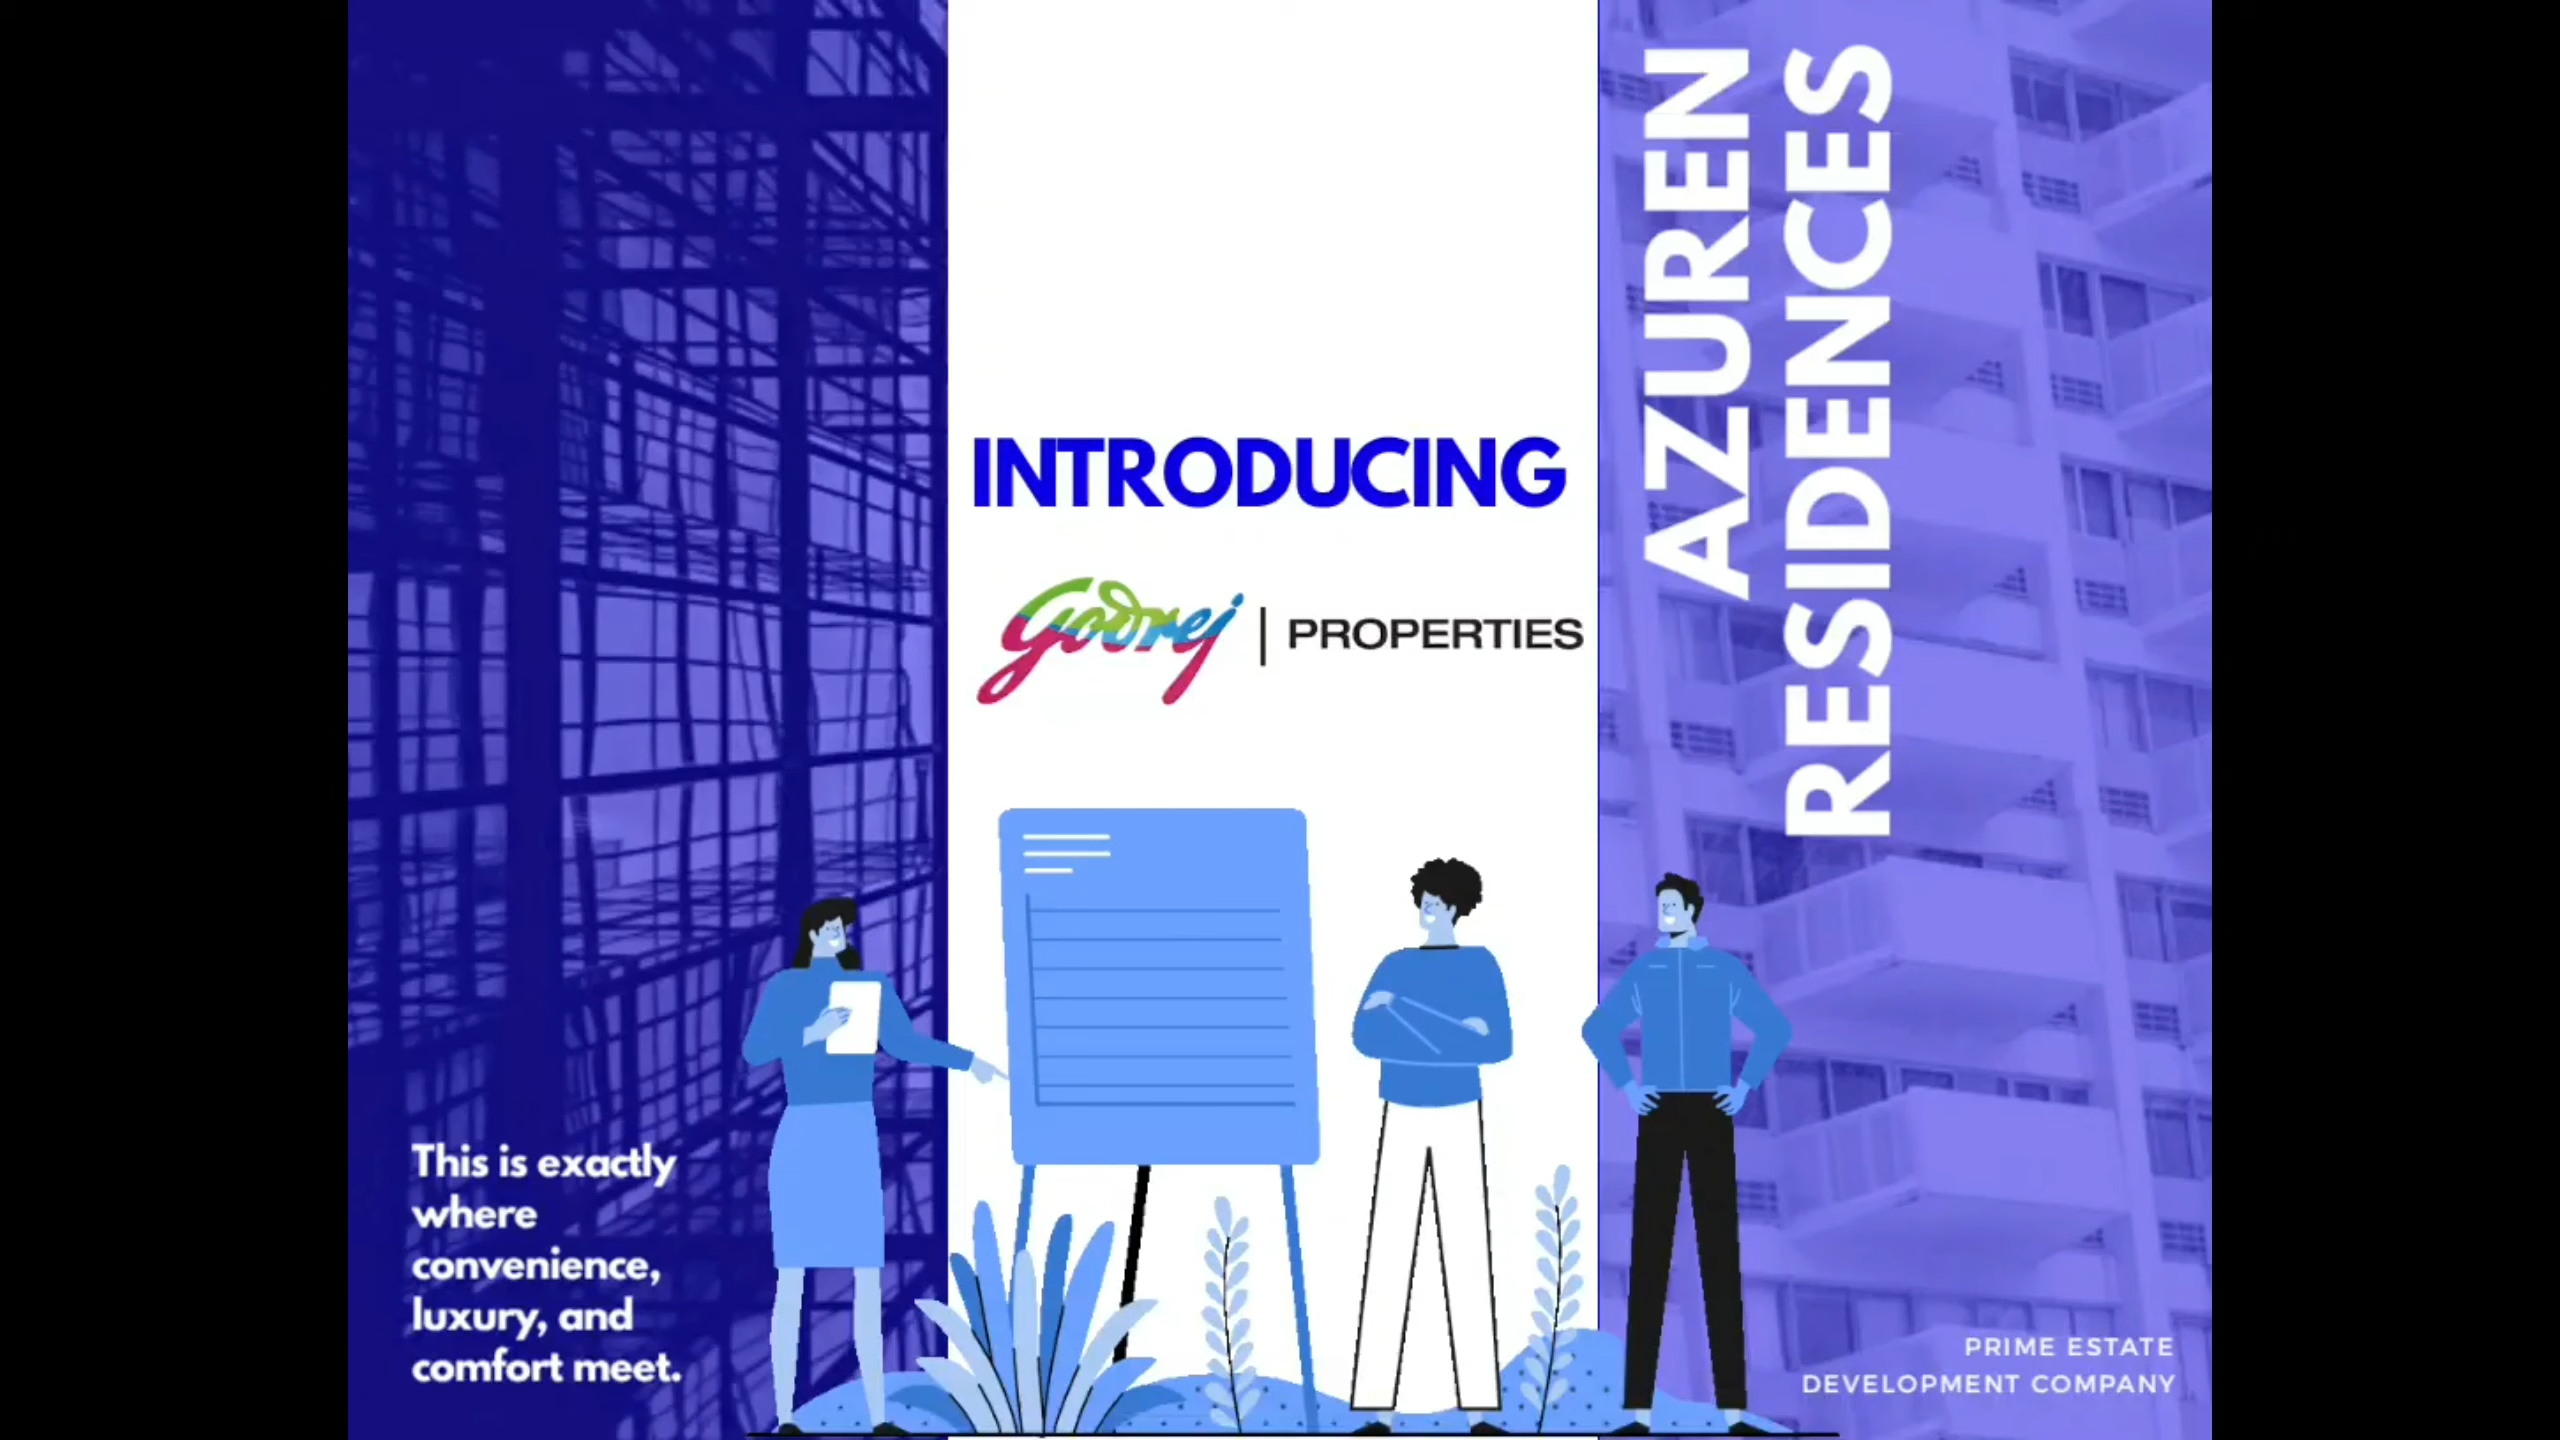 INTRODUCING
Godrej | PROPERTIES
AZUREN
RESIDENCES
This is exactly
where
convenience,
luxury, and
comfort meet.
PRIME ESTATE
DEVELOPMENT COMPANY